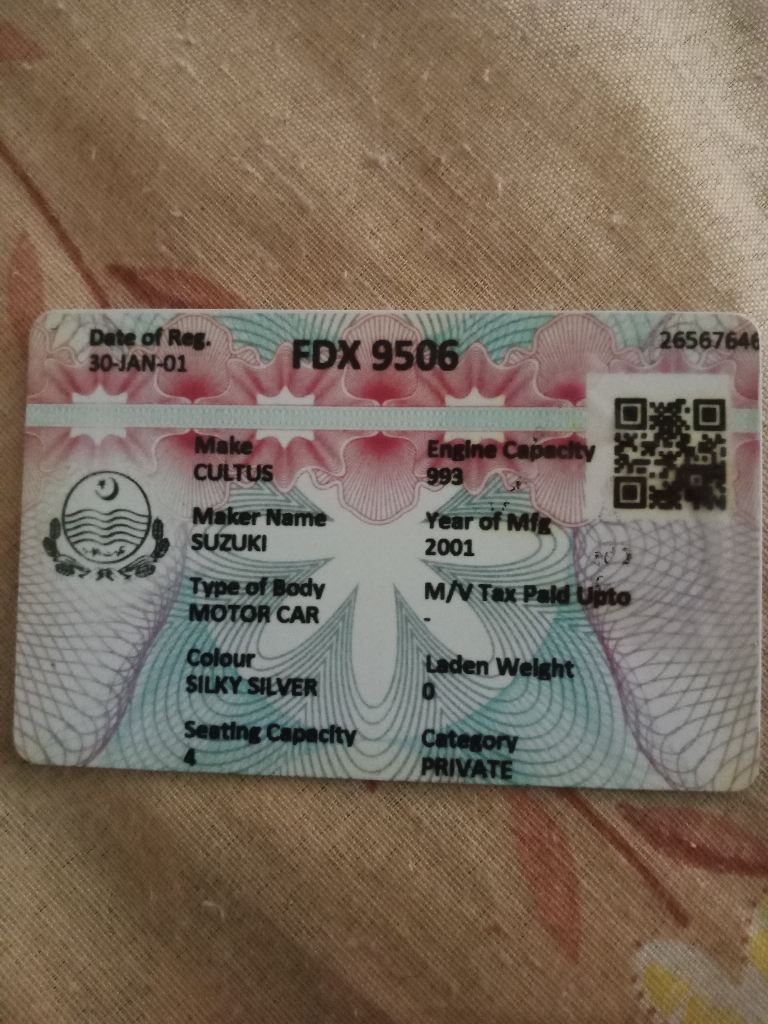 Date of Reg.
30-JAN-01
FDX 9506
2656764
Make
CULTUS
Engine Capacity
993
Maker Name
SUZUKI
Year of Mfg
2001
Type of Body
MOTOR CAR
M/V Tax Paid Upto
-
Colour
SILKY SILVER
Laden Weight
0
Seating Capacity
4
Category
PRIVATE